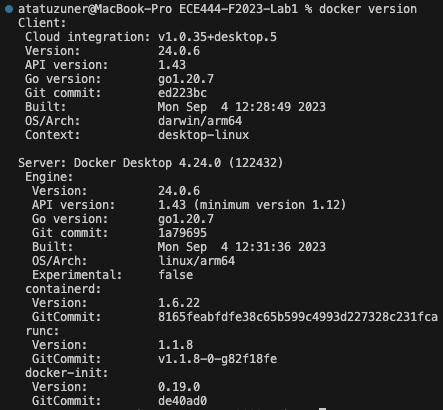 atatuzuner@MacBook-Pro ECE444-F2023-Lab1 % docker version
Client:
 Cloud integration: v1.0.35+desktop.5
 Version:           24.0.6
 API version:       1.43
 Go version:        go1.20.7
 Git commit:        ed223bc
 Built:             Mon Sep  4 12:28:49 2023
 OS/Arch:           darwin/arm64
 Context:           desktop-linux

Server: Docker Desktop 4.24.0 (122432)
 Engine:
  Version:          24.0.6
  API version:      1.43 (minimum version 1.12)
  Go version:       go1.20.7
  Git commit:       1a79695
  Built:            Mon Sep  4 12:31:36 2023
  OS/Arch:          linux/arm64
  Experimental:     false
 containerd:
  Version:          1.6.22
  GitCommit:        8165feabfdfe38c65b599c4993d227328c231fca
 runc:
  Version:          1.1.8
  GitCommit:        v1.1.8-0-g82f18fe
 docker-init:
  Version:          0.19.0
  GitCommit:        de40ad0